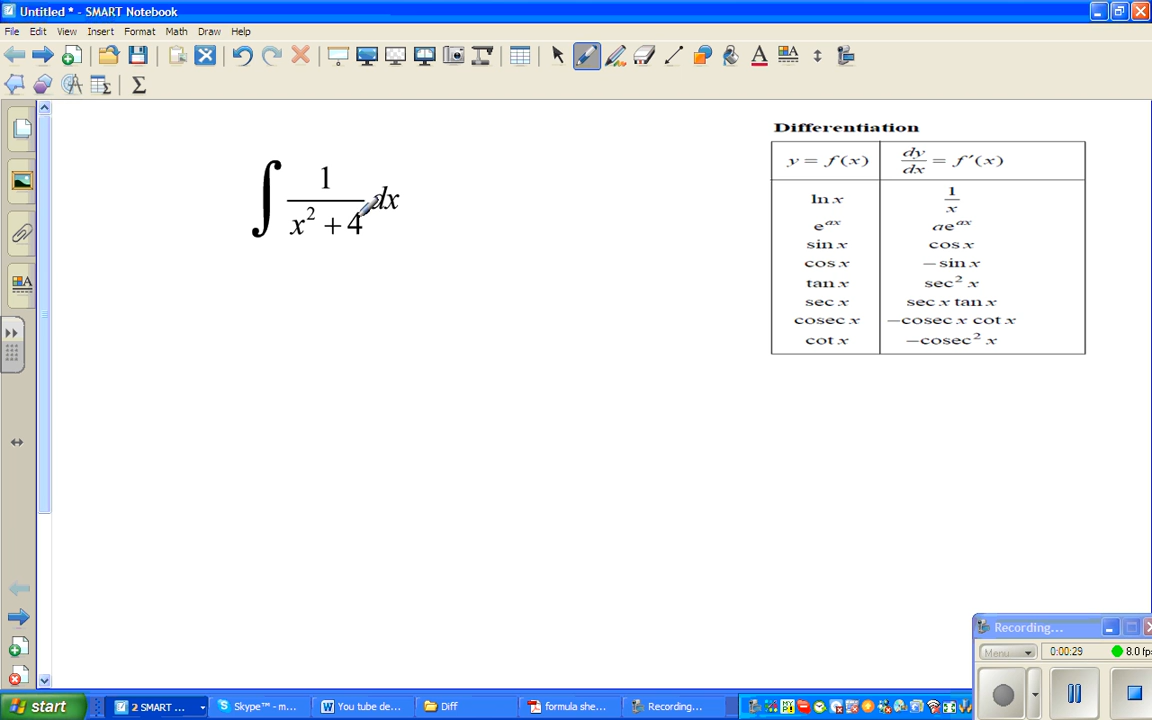 Untitled * - SMART Notebook
File Edit View Insert Format Math Draw Help
Differentiation
∫ 1/(x² + 4) dx
y = f(x) dy/dx = f′(x)
ln x 1/x
e^{ax} ae^{ax}
sin x cos x
cos x − sin x
tan x sec² x
sec x sec x tan x
cosec x −cosec x cot x
cot x −cosec² x
Recording...
Menu 0:00:29 8.0 fp
start 2 SMART ... Skype™ - m... You tube de... Diff formula she... Recording...